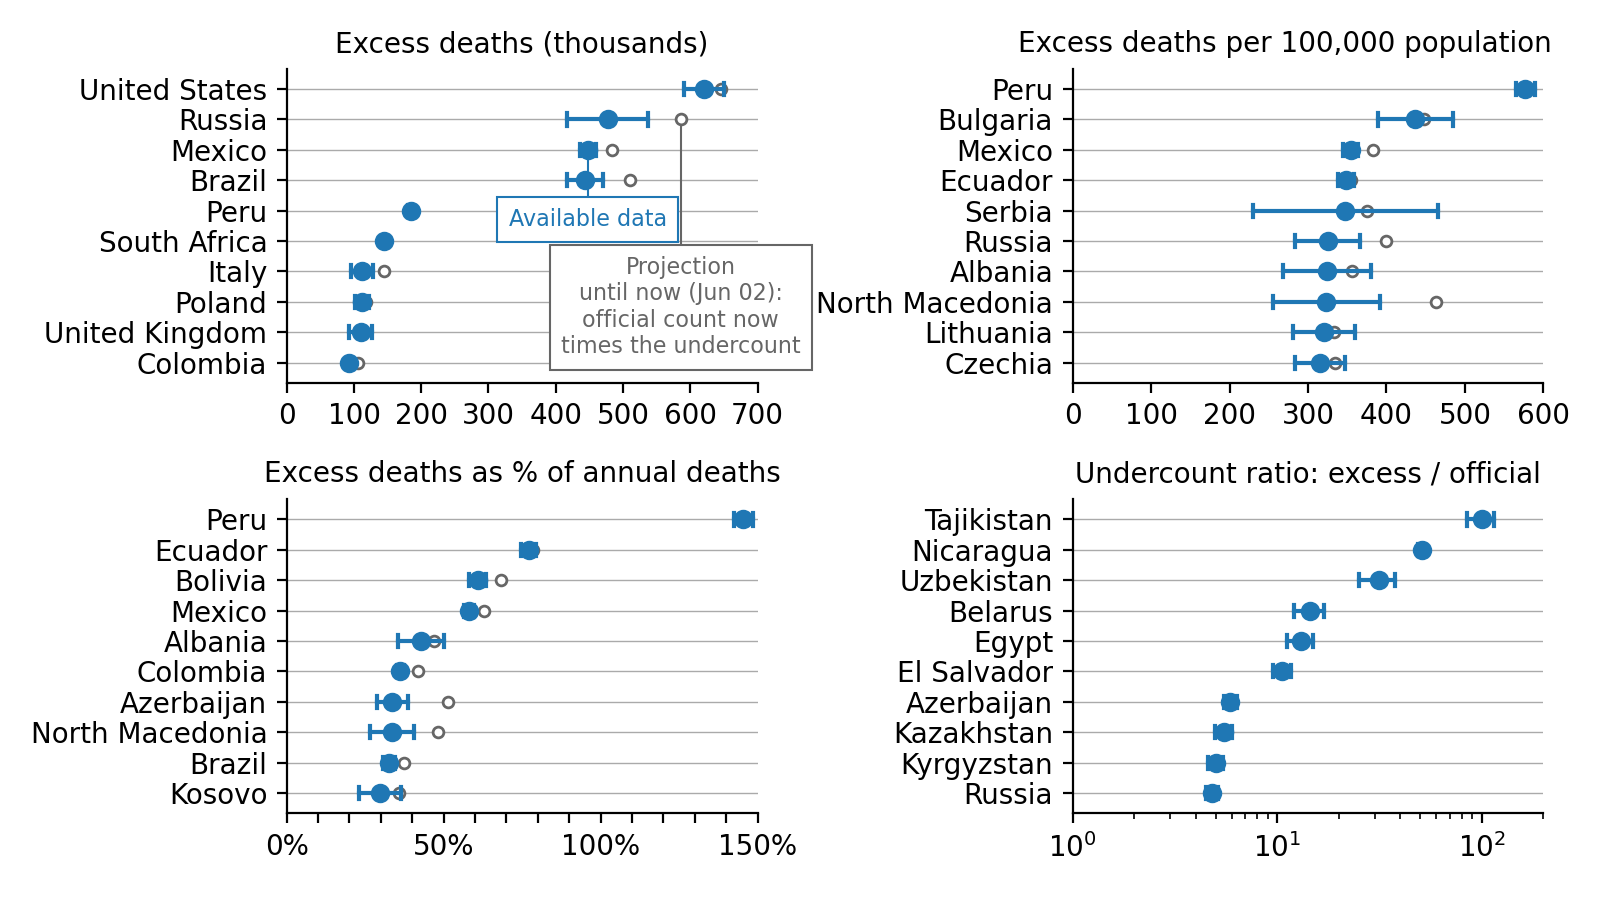 Excess deaths (thousands)
United States
Russia
Mexico
Brazil
Peru
South Africa
Italy
Poland
United Kingdom
Colombia
Available data
Projection
until now (Jun 02):
official count now
times the undercount
0 100 200 300 400 500 600 700
Excess deaths per 100,000 population
Peru
Bulgaria
Mexico
Ecuador
Serbia
Russia
Albania
North Macedonia
Lithuania
Czechia
0 100 200 300 400 500 600
Excess deaths as % of annual deaths
Peru
Ecuador
Bolivia
Mexico
Albania
Colombia
Azerbaijan
North Macedonia
Brazil
Kosovo
0% 50% 100% 150%
Undercount ratio: excess / official
Tajikistan
Nicaragua
Uzbekistan
Belarus
Egypt
El Salvador
Azerbaijan
Kazakhstan
Kyrgyzstan
Russia
10⁰ 10¹ 10²